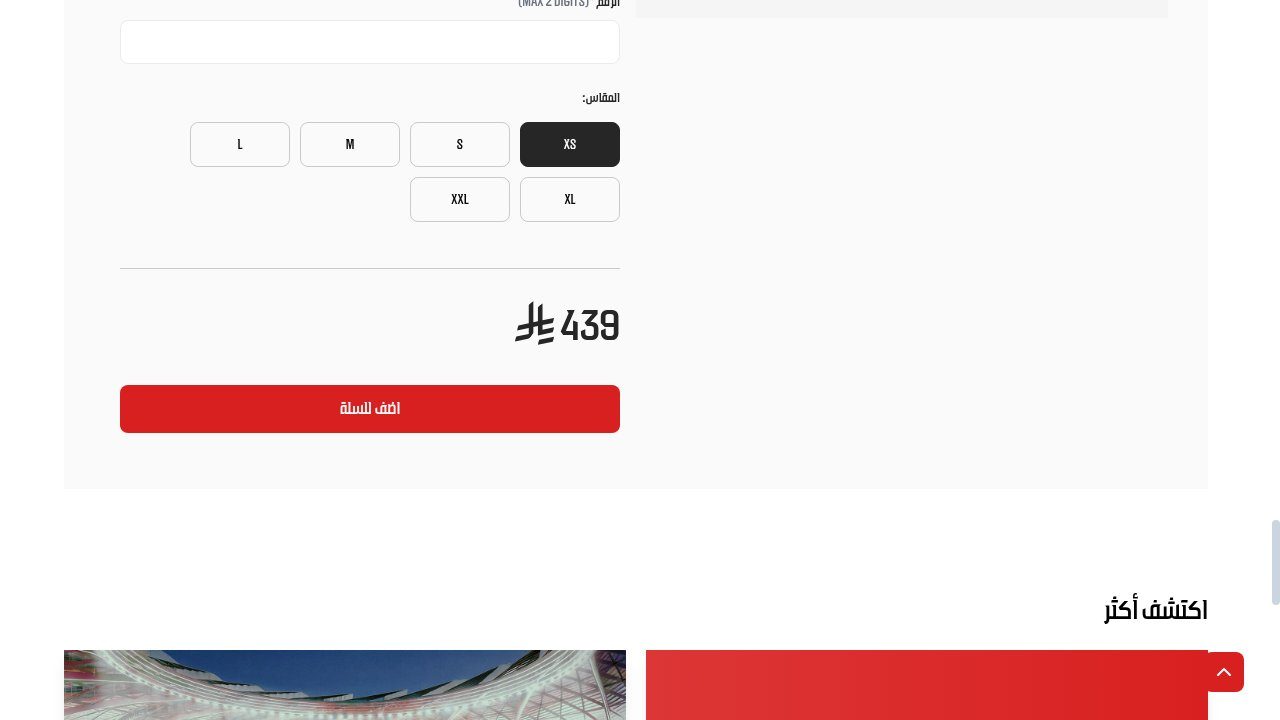 الرقم (MAX 2 DIGITS)
المقاس:
XS S M L
XL XXL
439
اضف للسلة
اكتشف أكثر